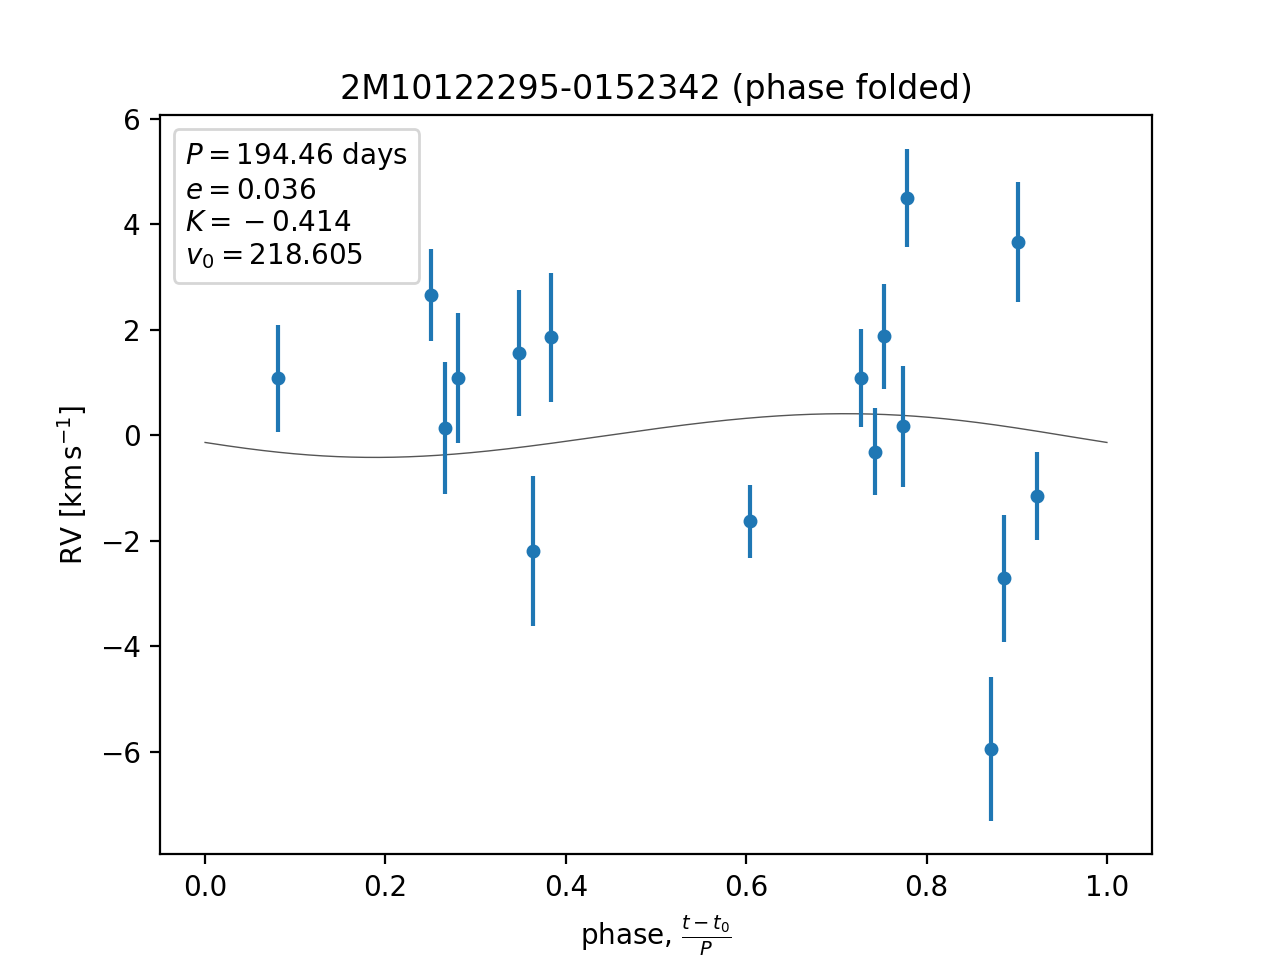 2M10122295-0152342 (phase folded)
P = 194.46 days
e = 0.036
K = −0.414
v₀ = 218.605
6
4
2
0
−2
−4
−6
RV [km s⁻¹]
0.0 0.2 0.4 0.6 0.8 1.0
phase, (t − t₀)/P